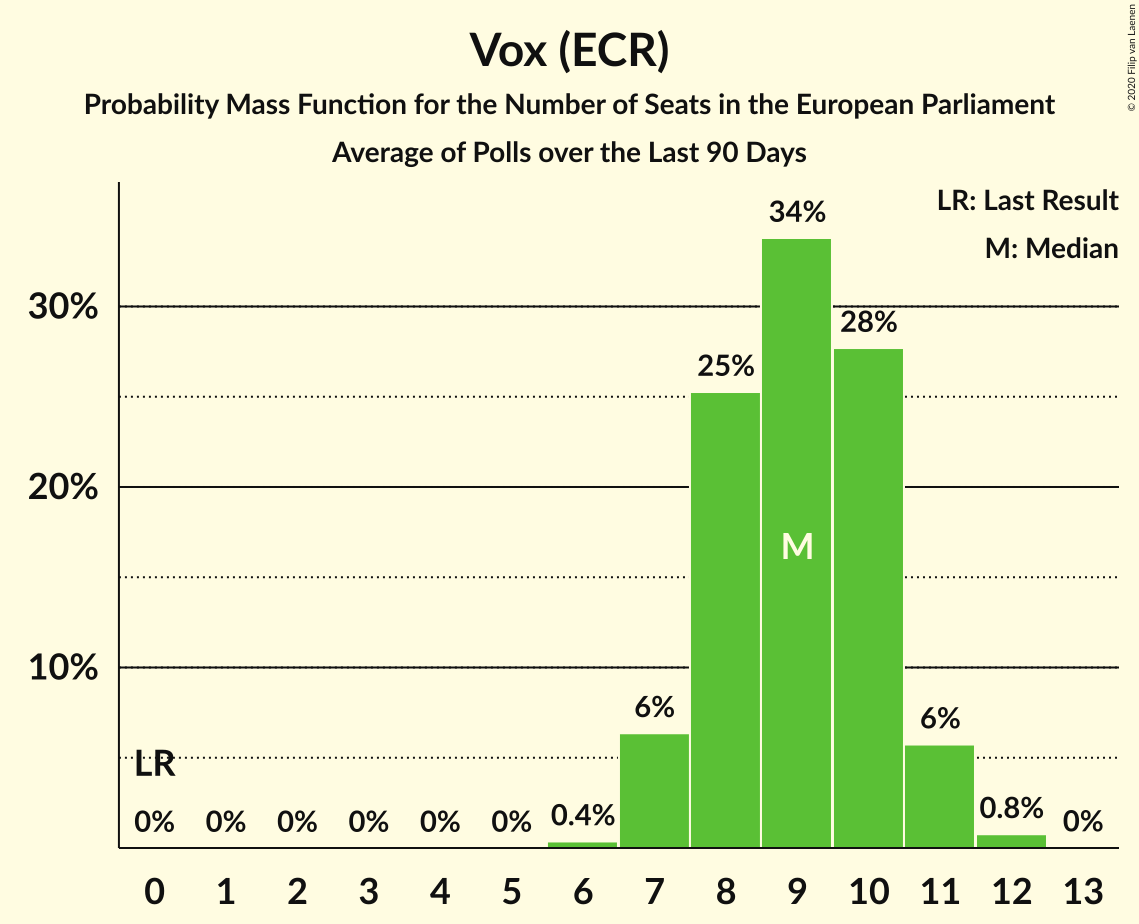 Vox (ECR)
Probability Mass Function for the Number of Seats in the European Parliament
Average of Polls over the Last 90 Days
© 2020 Filip van Laenen
LR: Last Result
M: Median
34%
30%
28%
25%
20%
M
10%
6%
6%
LR
0% 0% 0% 0% 0% 0% 0.4% 0.8% 0%
0 1 2 3 4 5 6 7 8 9 10 11 12 13